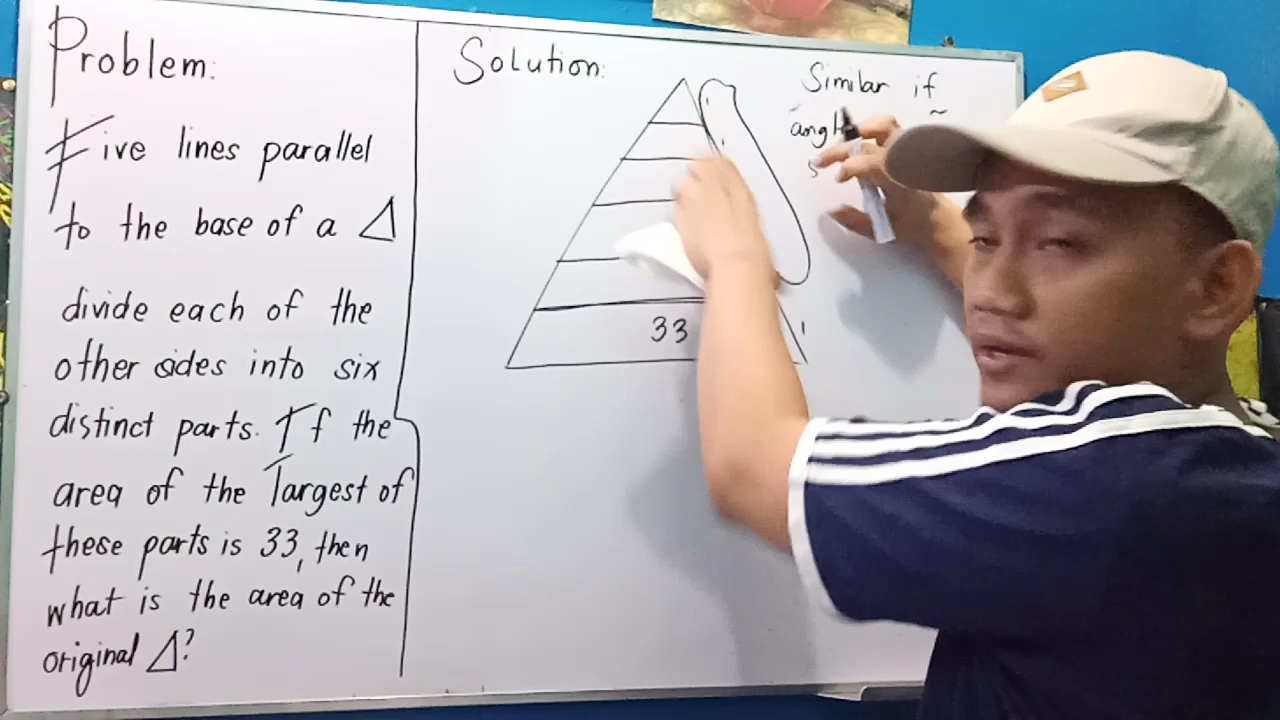 Problem:
Five lines parallel
to the base of a Δ
divide each of the
other sides into six
distinct parts. If the
area of the largest of
these parts is 33, then
what is the area of the
original Δ?
Solution:
33
Similar if